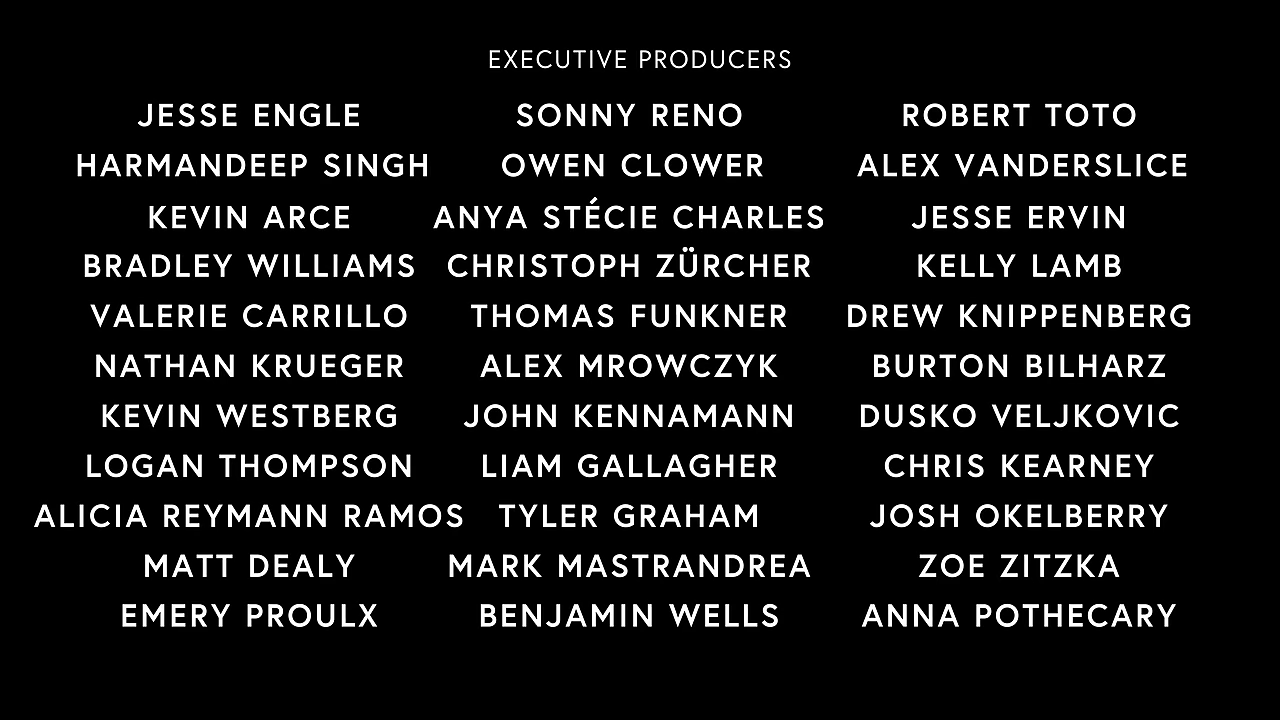 EXECUTIVE PRODUCERS
JESSE ENGLE
HARMANDEEP SINGH
KEVIN ARCE
BRADLEY WILLIAMS
VALERIE CARRILLO
NATHAN KRUEGER
KEVIN WESTBERG
LOGAN THOMPSON
ALICIA REYMANN RAMOS
MATT DEALY
EMERY PROULX
SONNY RENO
OWEN CLOWER
ANYA STÉCIE CHARLES
CHRISTOPH ZÜRCHER
THOMAS FUNKNER
ALEX MROWCZYK
JOHN KENNAMANN
LIAM GALLAGHER
TYLER GRAHAM
MARK MASTRANDREA
BENJAMIN WELLS
ROBERT TOTO
ALEX VANDERSLICE
JESSE ERVIN
KELLY LAMB
DREW KNIPPENBERG
BURTON BILHARZ
DUSKO VELJKOVIC
CHRIS KEARNEY
JOSH OKELBERRY
ZOE ZITZKA
ANNA POTHECARY